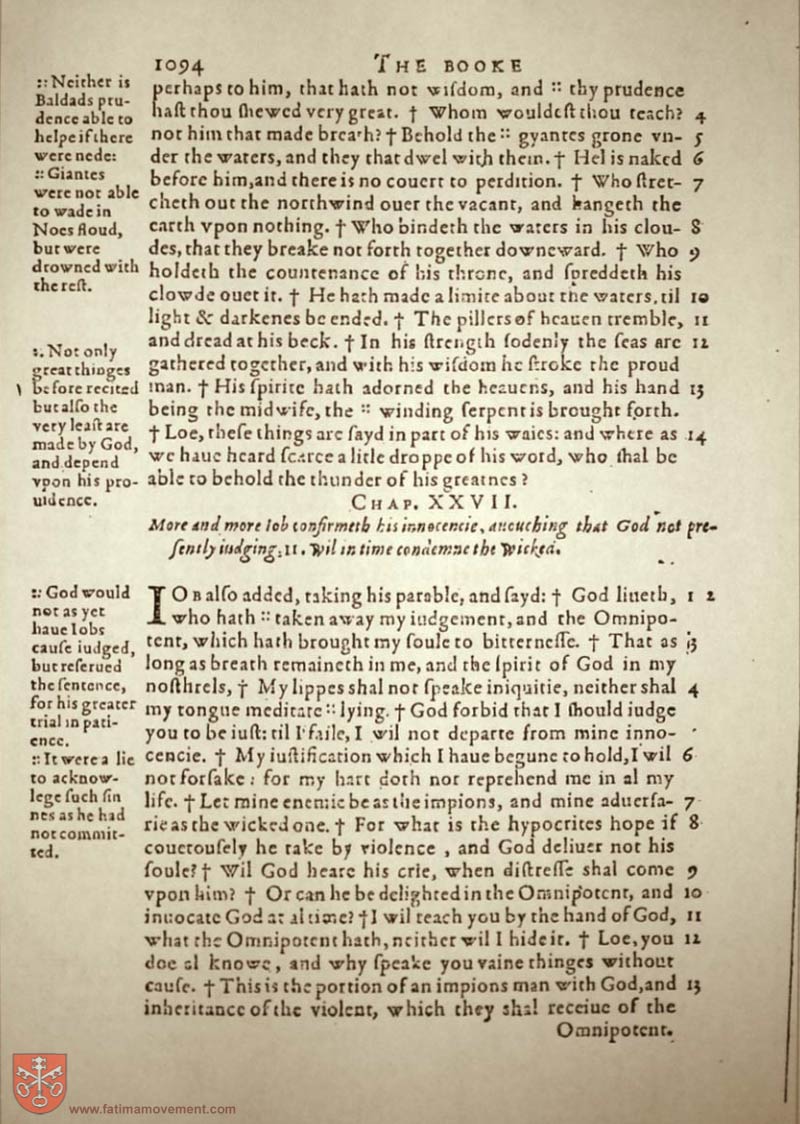 1094 THE BOOKE
:: Neither is
Baldads pru-
dence able to
helpe if there
were nede:
:: Giantes
were not able
to wade in
Noes floud,
but were
drowned with
the rest.
:. Not only
great thinges
before recited
but also the
very least are
made by God,
and depend
vpon his pro-
uidence.
perhaps to him, that hath not wisdom, and :: thy prudence
hast thou shewed very great. † Whom wouldest thou teach? 4
not him that made breath? † Behold the :: gyantes grone vn- 5
der the waters, and they that dwel with them. † Hel is naked 6
before him, and there is no couert to perdition. † Who stret- 7
cheth out the northwind ouer the vacant, and hangeth the
earth vpon nothing. † Who bindeth the waters in his clou- 8
des, that they breake not forth together downeward. † Who 9
holdeth the countenance of his throne, and spreddeth his
clowde ouer it. † He hath made a limite about the waters, til 10
light & darkenes be ended. † The pillers of heauen tremble, 11
and dread at his beck. † In his strength sodenly the seas are 12
gathered together, and with his wisdom he stroke the proud
man. † His spirite hath adorned the heauens, and his hand 13
being the midwife, the :: winding serpent is brought forth.
† Loe, these things are sayd in part of his waies: and where as 14
we haue heard scarce a litle droppe of his word, who shal be
able to behold the thunder of his greatnes?
CHAP. XXVII.
More and more Iob confirmeth his innocencie, auouching that God not pre-
sently iudging, 11. Wil in time condemne the Wicked.
:: God would
not as yet
haue Iobs
cause iudged,
but reserued
the sentence,
for his greater
trial in pati-
ence.
:: It were a lie
to acknow-
lege such sin
nes as he had
not commit-
ted.
IOB also added, taking his parable, and sayd: † God liueth, 1 2
who hath :: taken away my iudgement, and the Omnipo-
tent, which hath brought my soule to bitternesse. † That as 3
long as breath remaineth in me, and the spirit of God in my
nosthrels, † My lippes shal not speake iniquitie, neither shal 4
my tongue meditate :: lying. † God forbid that I should iudge
you to be iust: til I faile, I wil not departe from mine inno-
cencie. † My iustification which I haue begune to hold, I wil 6
not forsake: for my hart doth not reprehend me in al my
life. † Let mine enemie be as the impions, and mine aduersa- 7
rie as the wicked one. † For what is the hypocrites hope if 8
couetously he take by violence, and God deliuer not his
soule? † Wil God heare his crie, when distresse shal come 9
vpon him? † Or can he be delighted in the Omnipotent, and 10
inuocate God at al time? † I wil teach you by the hand of God, 11
what the Omnipotent hath, neither wil I hide it. † Loe, you 12
doe al knowe, and why speake you vaine thinges without
cause. † This is the portion of an impions man with God, and 13
inheritance of the violent, which they shal receiue of the
Omnipotent.
www.fatimamovement.com